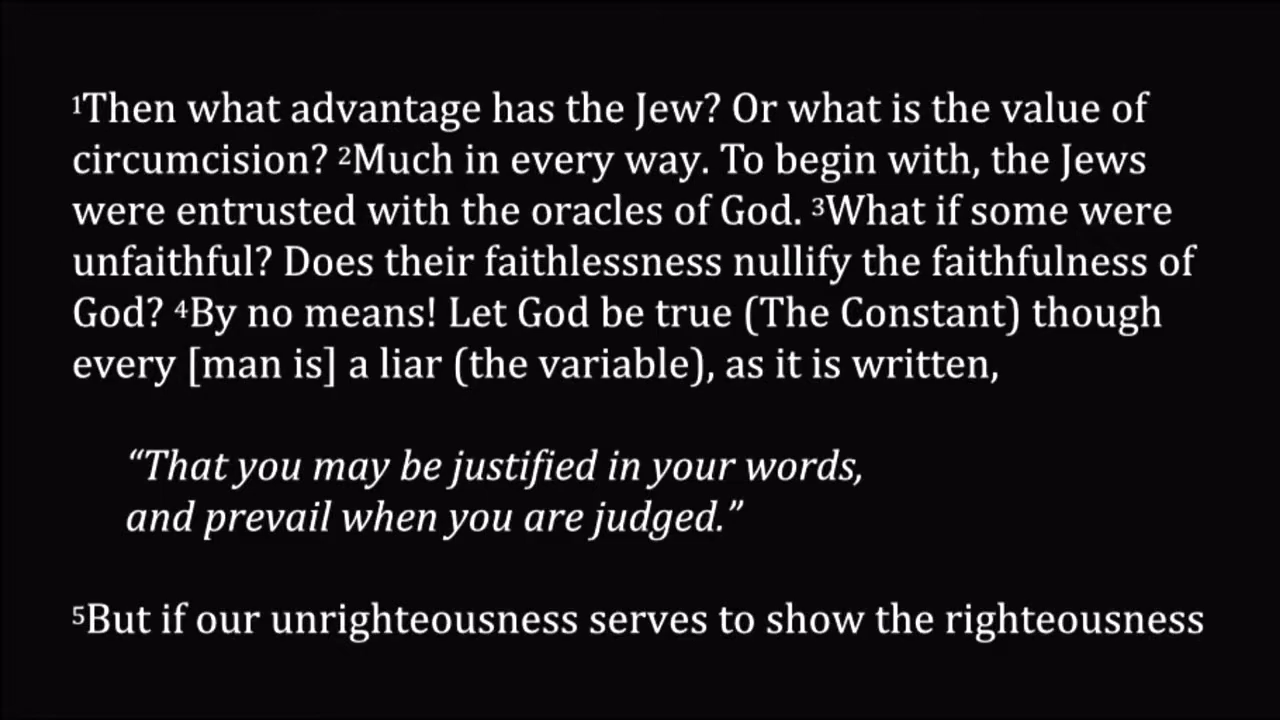 ¹Then what advantage has the Jew? Or what is the value of
circumcision? ²Much in every way. To begin with, the Jews
were entrusted with the oracles of God. ³What if some were
unfaithful? Does their faithlessness nullify the faithfulness of
God? ⁴By no means! Let God be true (The Constant) though
every [man is] a liar (the variable), as it is written,
“That you may be justified in your words,
and prevail when you are judged.”
⁵But if our unrighteousness serves to show the righteousness